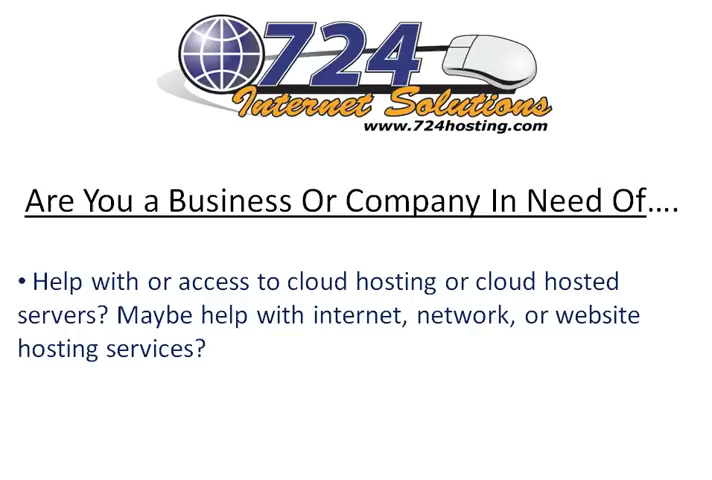 724
Internet Solutions
www.724hosting.com
Are You a Business Or Company In Need Of....
• Help with or access to cloud hosting or cloud hosted
servers? Maybe help with internet, network, or website
hosting services?